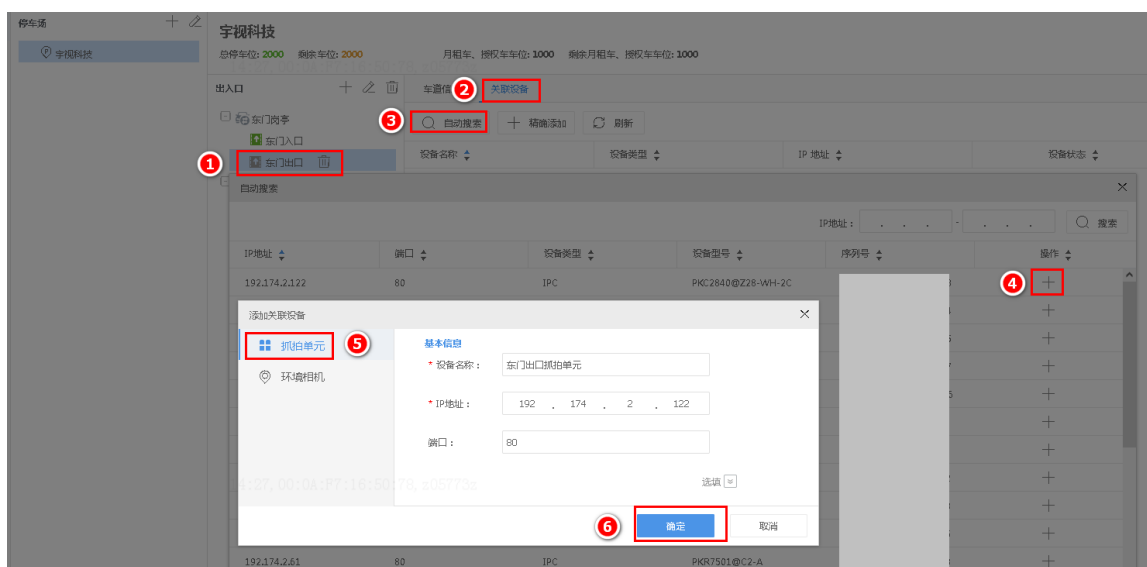 停车场
宇视科技
宇视科技
总停车位: 2000 剩余车位: 2000 月租车、授权车车位: 1000 剩余月租车、授权车车位: 1000
出入口
车道信
2
关联设备
3
自动搜索
精确添加
刷新
东门岗亭
东门入口
1
东门出口
设备名称
设备类型
IP 地址
设备状态
自动搜索
IP地址: . . . - . . . 搜索
IP地址 端口 设备类型 设备型号 序列号 操作
192.174.2.122 80 IPC PKC2840@Z28-WH-2C
4
添加关联设备
抓拍单元
5
环境相机
基本信息
* 设备名称: 东门出口抓拍单元
* IP地址: 192 . 174 . 2 . 122
端口: 80
选填
6
确定
取消
192.174.2.61 80 IPC PKR7501@C2-A